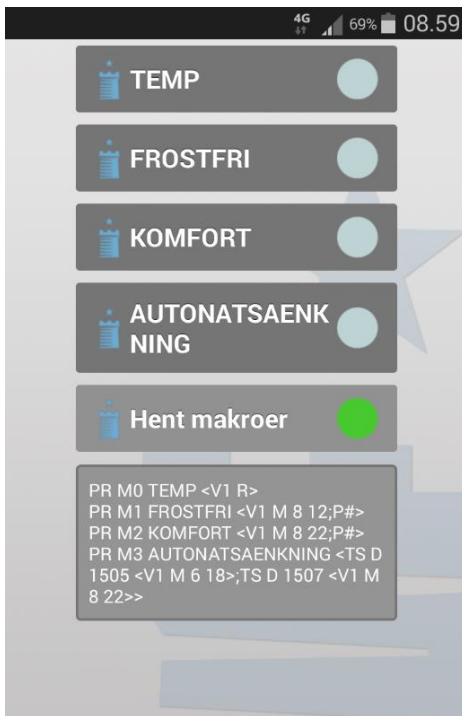 4G 69% 08.59
TEMP
FROSTFRI
KOMFORT
AUTONATSAENK
NING
Hent makroer
PR M0 TEMP <V1 R>
PR M1 FROSTFRI <V1 M 8 12;P#>
PR M2 KOMFORT <V1 M 8 22;P#>
PR M3 AUTONATSAENKNING <TS D
1505 <V1 M 6 18>;TS D 1507 <V1 M
8 22>>